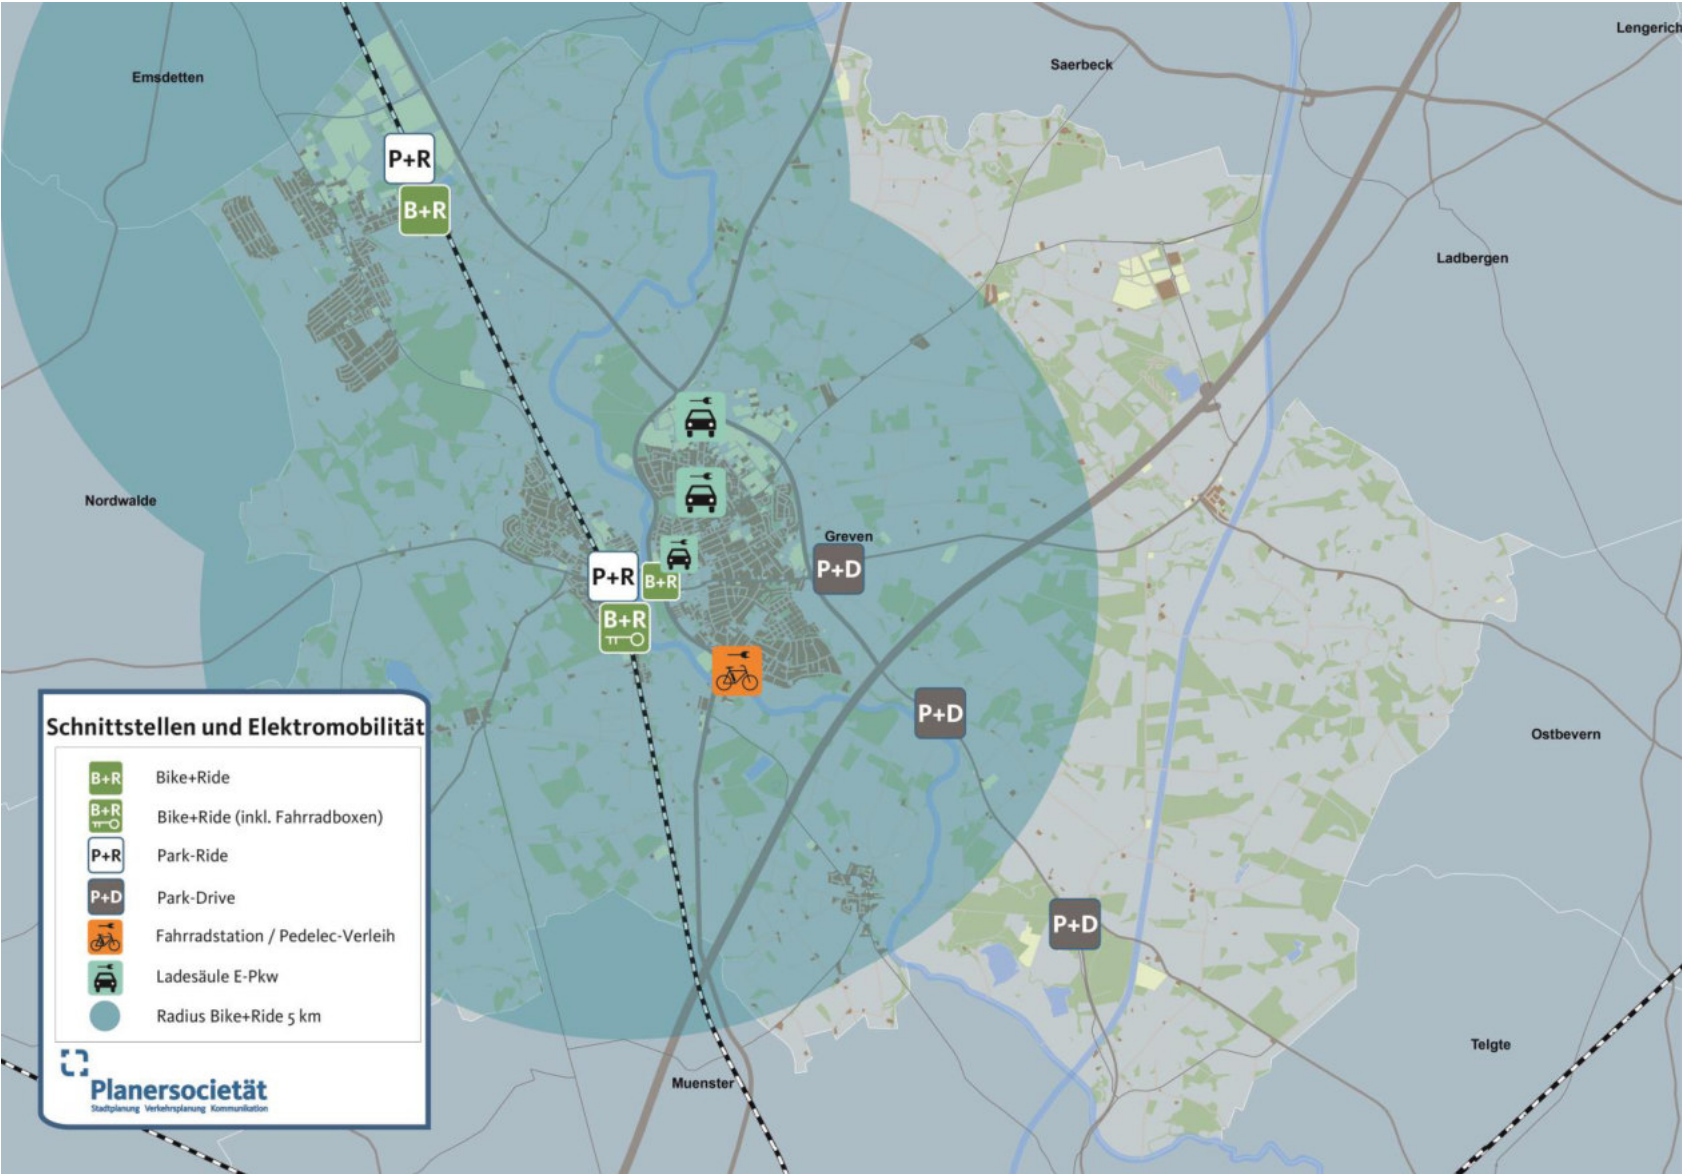 Lengerich
Saerbeck
Emsdetten
P+R
B+R
Ladbergen
Nordwalde
Greven
P+D
P+R
B+R
B+R
P+D
Ostbevern
P+D
Telgte
Muenster
Schnittstellen und Elektromobilität
B+R Bike+Ride
B+R Bike+Ride (inkl. Fahrradboxen)
P+R Park-Ride
P+D Park-Drive
Fahrradstation / Pedelec-Verleih
Ladesäule E-Pkw
Radius Bike+Ride 5 km
Planersocietät
Stadtplanung Verkehrsplanung Kommunikation